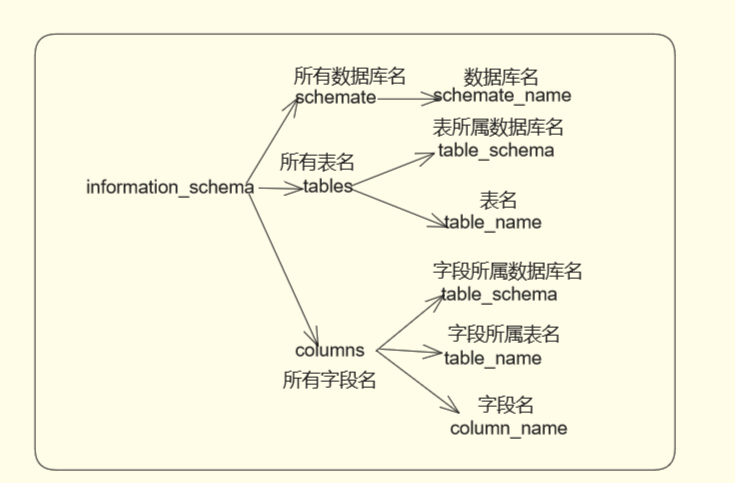 所有数据库名
schemate
数据库名
schemate_name
表所属数据库名
table_schema
所有表名
tables
information_schema
表名
table_name
字段所属数据库名
table_schema
字段所属表名
table_name
columns
所有字段名
字段名
column_name